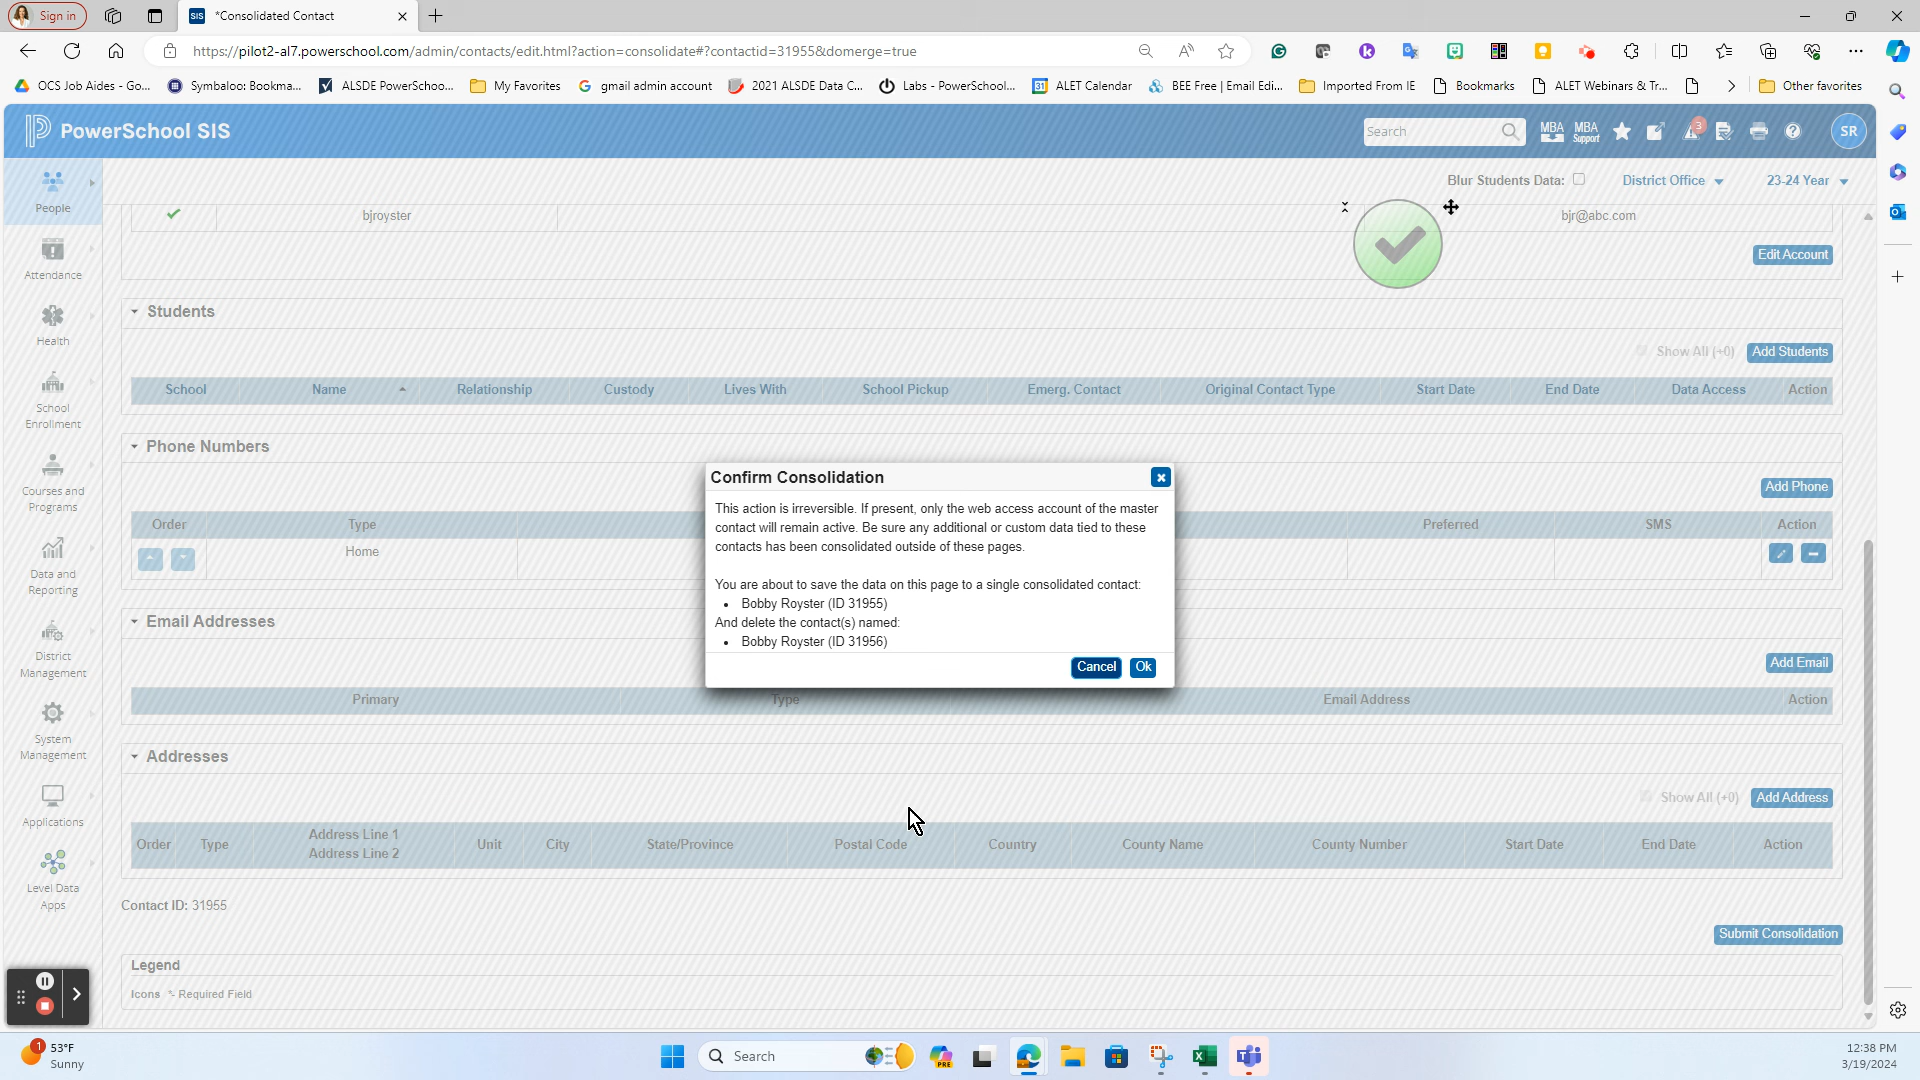 Sign in
SIS *Consolidated Contact
https://pilot2-al7.powerschool.com/admin/contacts/edit.html?action=consolidate#?contactid=31955&domerge=true
OCS Job Aides - Go...
Symbaloo: Bookma...
ALSDE PowerSchoo...
My Favorites
gmail admin account
2021 ALSDE Data C...
Labs - PowerSchool...
ALET Calendar
BEE Free | Email Edi...
Imported From IE
Bookmarks
ALET Webinars & Tr...
Other favorites
PowerSchool SIS
Search
MBA
MBA Support
3
SR
Blur Students Data:
District Office
23-24 Year
People
Attendance
Health
School Enrollment
Courses and Programs
Data and Reporting
District Management
System Management
Applications
Level Data Apps
bjroyster
bjr@abc.com
Edit Account
Students
Show All (+0)
Add Students
School Name Relationship Custody Lives With School Pickup Emerg. Contact Original Contact Type Start Date End Date Data Access Action
Phone Numbers
Add Phone
Order Type Preferred SMS Action
Home
Confirm Consolidation
This action is irreversible. If present, only the web access account of the master
contact will remain active. Be sure any additional or custom data tied to these
contacts has been consolidated outside of these pages.
You are about to save the data on this page to a single consolidated contact:
• Bobby Royster (ID 31955)
And delete the contact(s) named:
• Bobby Royster (ID 31956)
Cancel
Ok
Email Addresses
Add Email
Primary Type Email Address Action
Addresses
Show All (+0)
Add Address
Order Type Address Line 1 Address Line 2 Unit City State/Province Postal Code Country County Name County Number Start Date End Date Action
Contact ID: 31955
Submit Consolidation
Legend
Icons *- Required Field
1
53°F
Sunny
Search
PRE
12:38 PM
3/19/2024